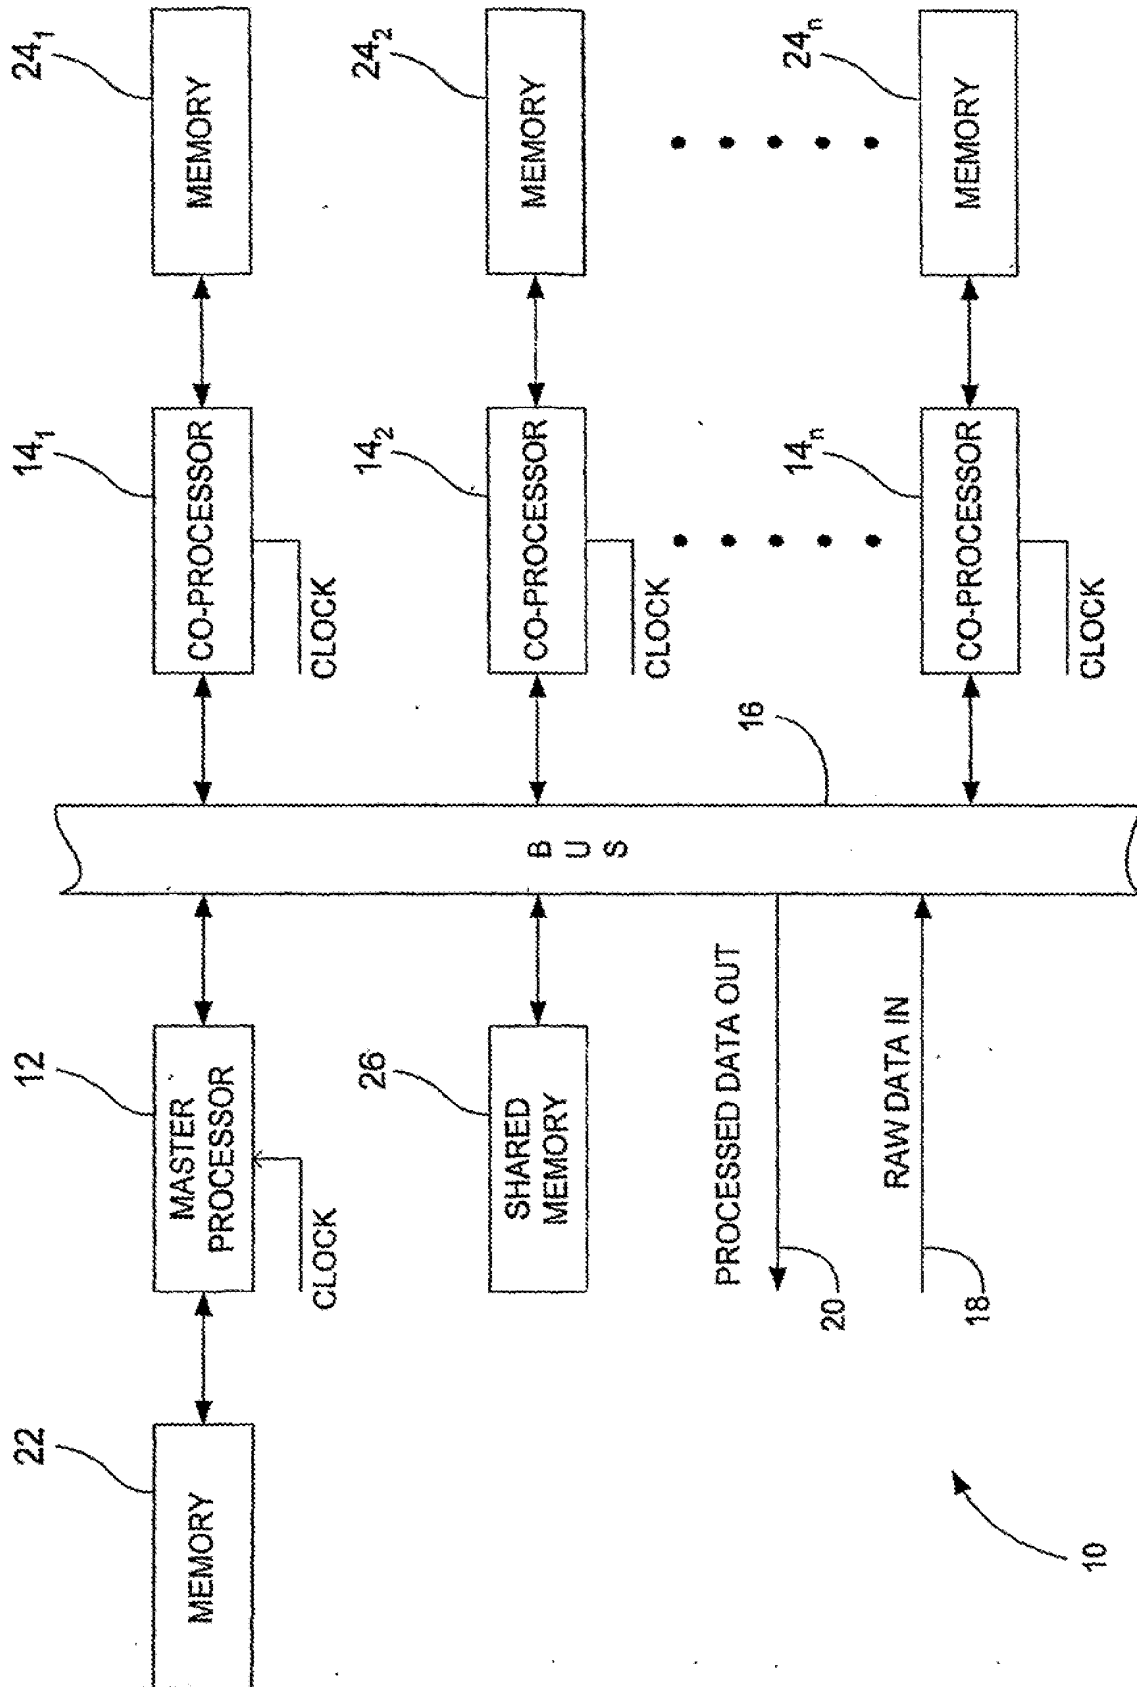 22
MEMORY
12
MASTER
PROCESSOR
CLOCK
14₁
CO-PROCESSOR
CLOCK
24₁
MEMORY
26
SHARED
MEMORY
B
U
S
14₂
CO-PROCESSOR
CLOCK
24₂
MEMORY
PROCESSED DATA OUT
20
16
RAW DATA IN
18
14ₙ
CO-PROCESSOR
CLOCK
24ₙ
MEMORY
10